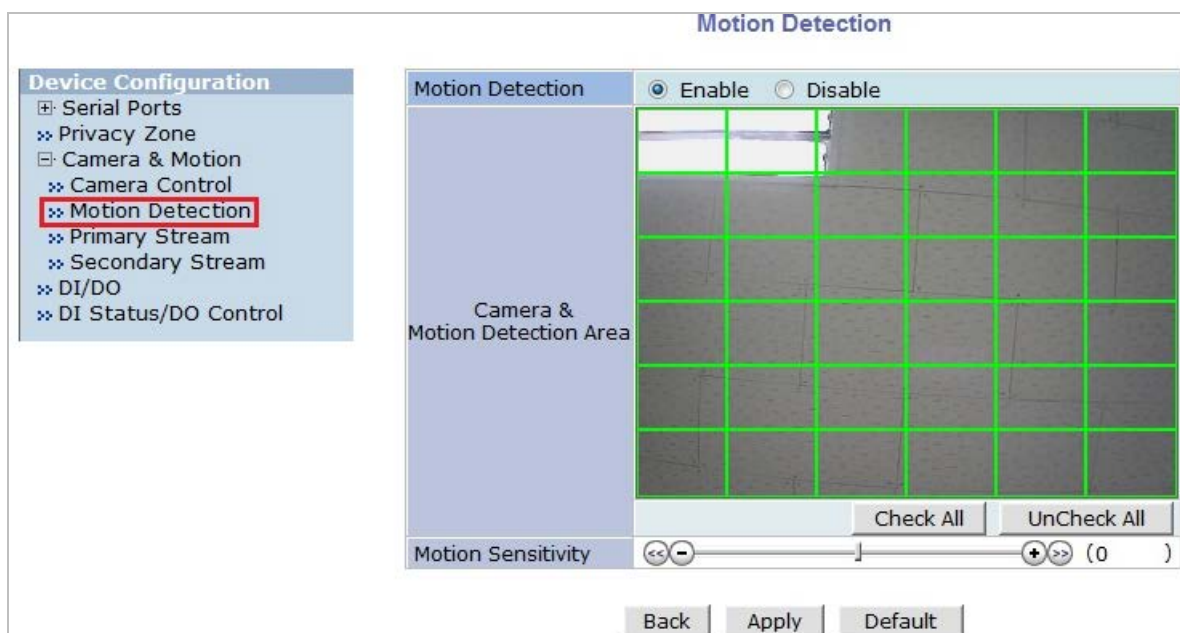 Motion Detection
Device Configuration
Serial Ports
Privacy Zone
Camera & Motion
Camera Control
Motion Detection
Primary Stream
Secondary Stream
DI/DO
DI Status/DO Control
Motion Detection
Enable
Disable
Camera &
Motion Detection Area
Check All
UnCheck All
Motion Sensitivity
(0 )
Back
Apply
Default